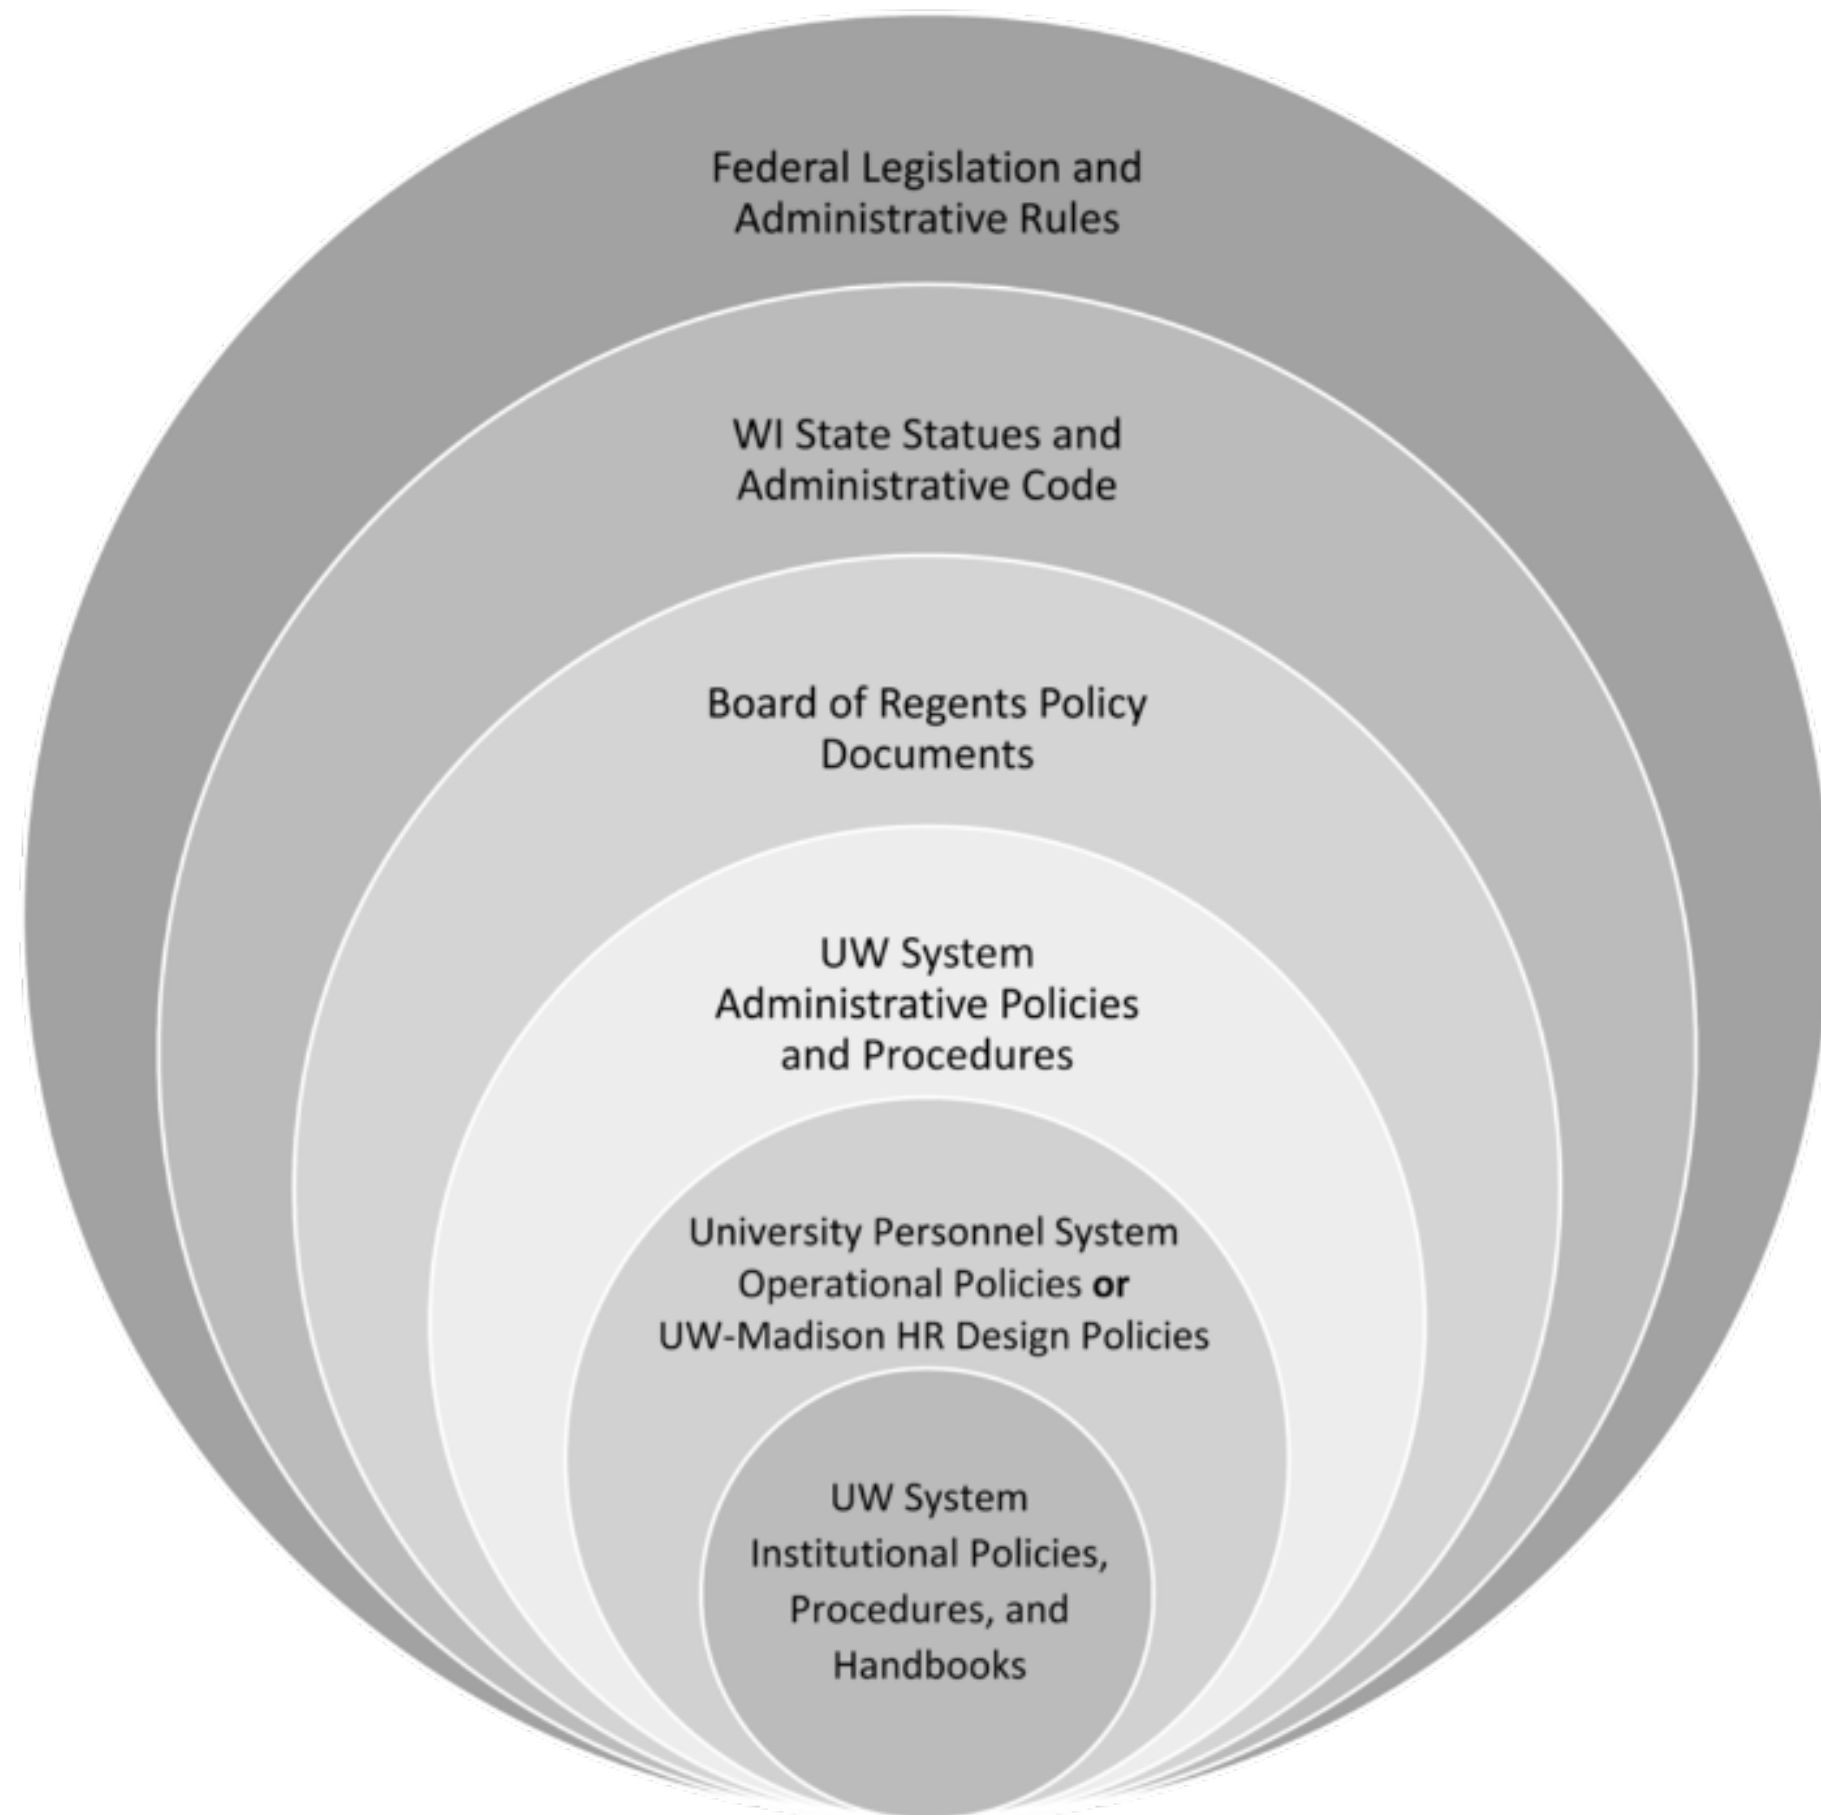 Federal Legislation and
Administrative Rules
WI State Statues and
Administrative Code
Board of Regents Policy
Documents
UW System
Administrative Policies
and Procedures
University Personnel System
Operational Policies or
UW-Madison HR Design Policies
UW System
Institutional Policies,
Procedures, and
Handbooks